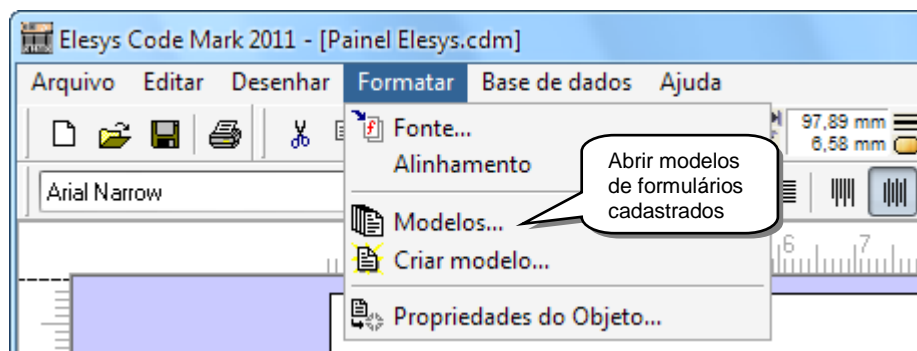 Elesys Code Mark 2011 - [Painel Elesys.cdm]
Arquivo Editar Desenhar Formatar Base de dados Ajuda
97,89 mm
6,58 mm
Arial Narrow
Fonte...
Alinhamento
Modelos...
Criar modelo...
Propriedades do Objeto...
Abrir modelos
de formulários
cadastrados
6 7